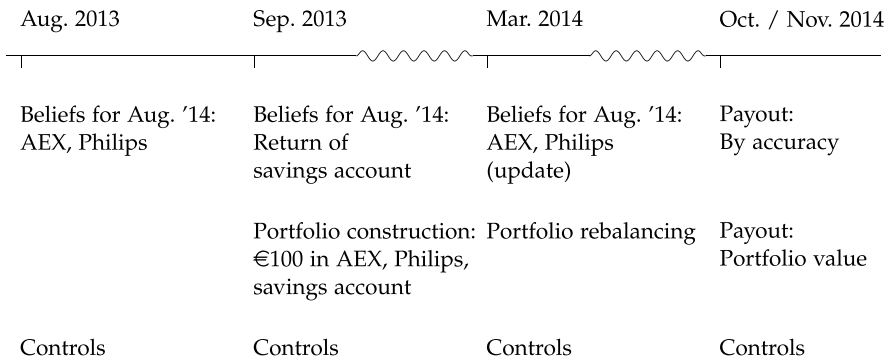 Aug. 2013
Sep. 2013
Mar. 2014
Oct. / Nov. 2014
Beliefs for Aug. ’14:
AEX, Philips
Beliefs for Aug. ’14:
Return of
savings account
Beliefs for Aug. ’14:
AEX, Philips
(update)
Payout:
By accuracy
Portfolio construction:
€100 in AEX, Philips,
savings account
Portfolio rebalancing
Payout:
Portfolio value
Controls
Controls
Controls
Controls